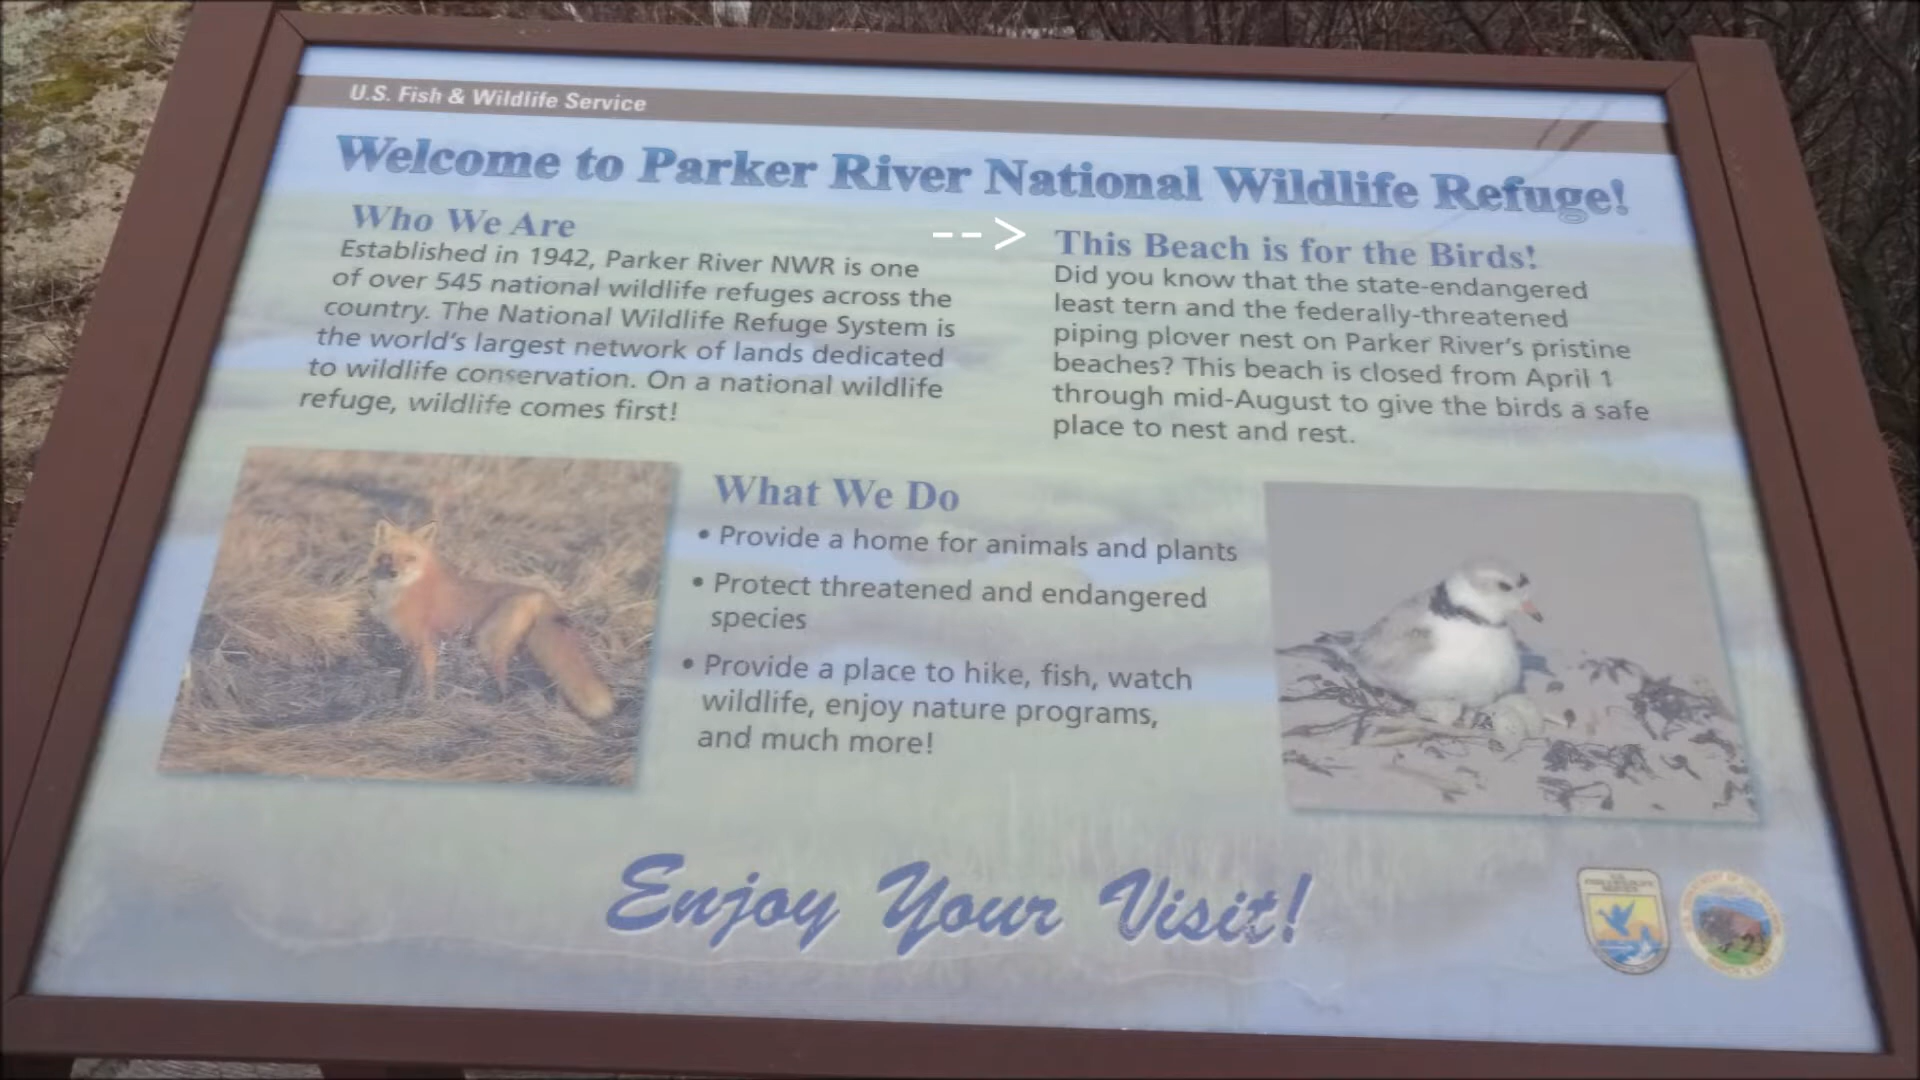 U.S. Fish & Wildlife Service
Welcome to Parker River National Wildlife Refuge!
Who We Are
Established in 1942, Parker River NWR is one
of over 545 national wildlife refuges across the
country. The National Wildlife Refuge System is
the world's largest network of lands dedicated
to wildlife conservation. On a national wildlife
refuge, wildlife comes first!
-->
This Beach is for the Birds!
Did you know that the state-endangered
least tern and the federally-threatened
piping plover nest on Parker River's pristine
beaches? This beach is closed from April 1
through mid-August to give the birds a safe
place to nest and rest.
What We Do
• Provide a home for animals and plants
• Protect threatened and endangered
species
• Provide a place to hike, fish, watch
wildlife, enjoy nature programs,
and much more!
Enjoy Your Visit!